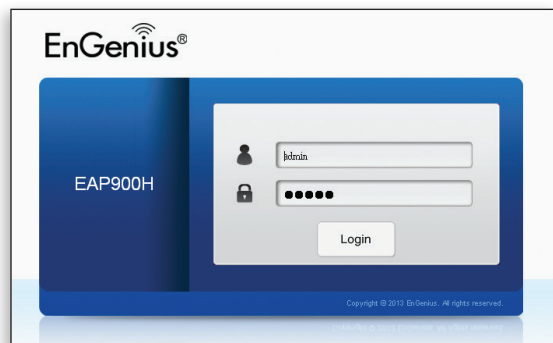 EnGenius®
EAP900H
admin
●●●●●
Login
Copyright © 2013 EnGenius. All rights reserved.